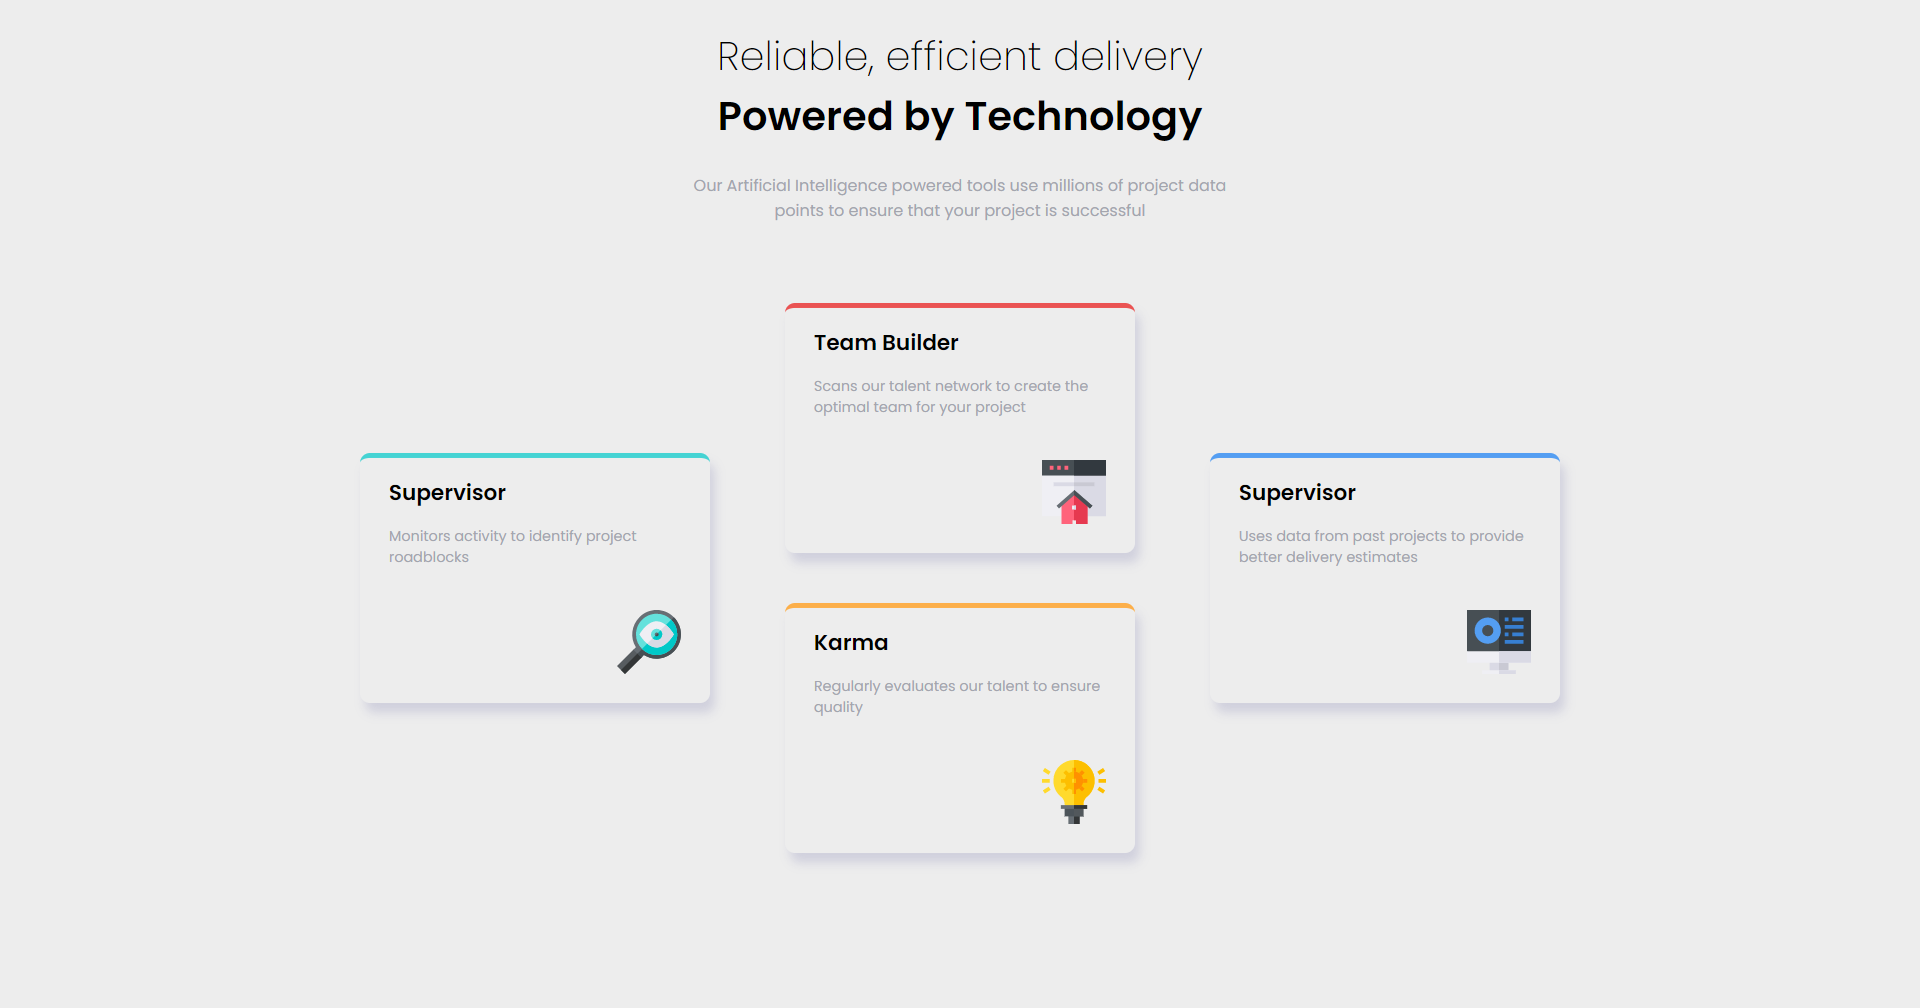 Reliable, efficient delivery
Powered by Technology
Our Artificial Intelligence powered tools use millions of project data
points to ensure that your project is successful
Team Builder
Scans our talent network to create the
optimal team for your project
Supervisor
Monitors activity to identify project
roadblocks
Supervisor
Uses data from past projects to provide
better delivery estimates
Karma
Regularly evaluates our talent to ensure
quality